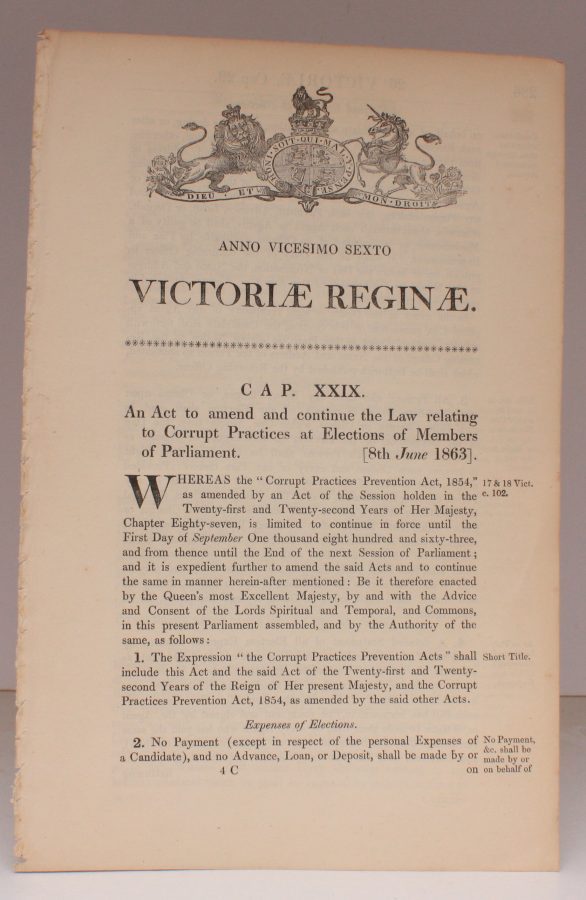 HONI·SOIT·QUI·MAL·Y·PENSE
DIEU · ET MON·DROIT
ANNO VICESIMO SEXTO
VICTORIÆ REGINÆ.
CAP. XXIX.
An Act to amend and continue the Law relating
to Corrupt Practices at Elections of Members
of Parliament. [8th June 1863].
WHEREAS the "Corrupt Practices Prevention Act, 1854," 17 & 18 Vict.
as amended by an Act of the Session holden in the c. 102.
Twenty-first and Twenty-second Years of Her Majesty,
Chapter Eighty-seven, is limited to continue in force until the
First Day of September One thousand eight hundred and sixty-three,
and from thence until the End of the next Session of Parliament;
and it is expedient further to amend the said Acts and to continue
the same in manner herein-after mentioned: Be it therefore enacted
by the Queen's most Excellent Majesty, by and with the Advice
and Consent of the Lords Spiritual and Temporal, and Commons,
in this present Parliament assembled, and by the Authority of the
same, as follows:
1. The Expression "the Corrupt Practices Prevention Acts" shall Short Title.
include this Act and the said Act of the Twenty-first and Twenty-
second Years of the Reign of Her present Majesty, and the Corrupt
Practices Prevention Act, 1854, as amended by the said other Acts.
Expenses of Elections.
2. No Payment (except in respect of the personal Expenses of No Payment,
a Candidate), and no Advance, Loan, or Deposit, shall be made by or &c. shall be
made by or
4 C on on behalf of